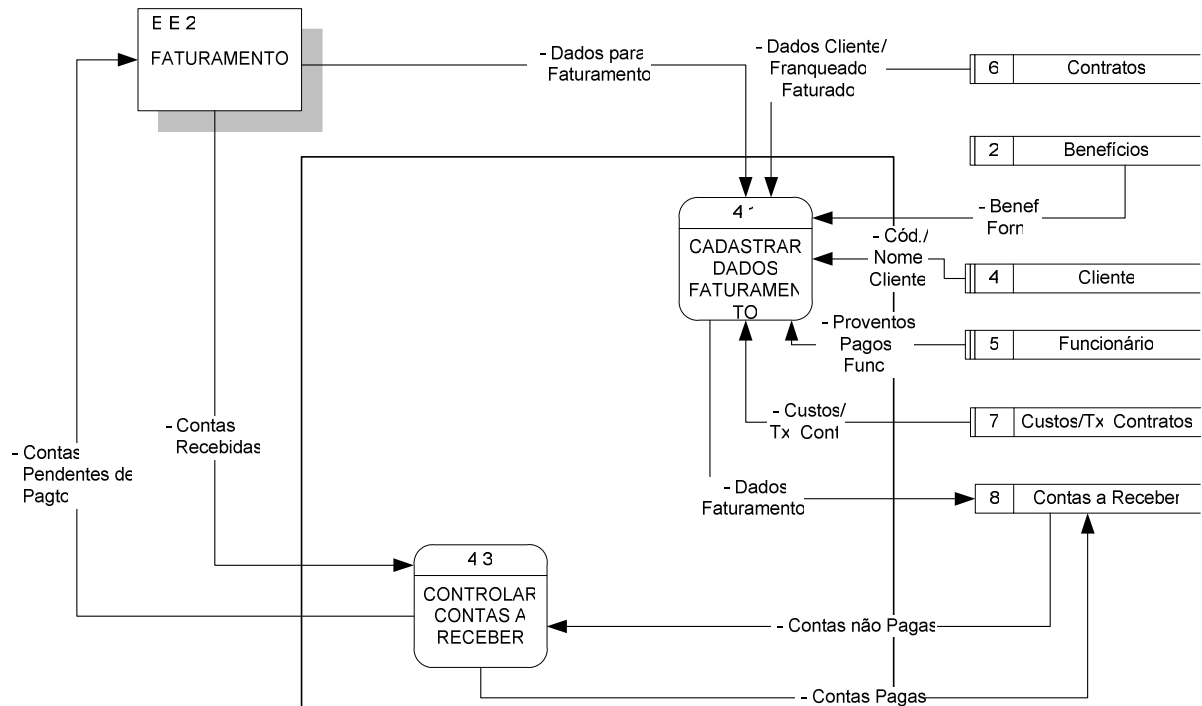 E E 2
FATURAMENTO
- Dados para
Faturamento
- Dados Cliente/
Franqueado
Faturado
6 Contratos
2 Benefícios
- Benef
Forn
- Cód./
Nome
Cliente
4 Cliente
CADASTRAR
DADOS
FATURAMEN
TO
- Proventos
Pagos
Func
5 Funcionário
- Custos/
Tx Cont
7 Custos/Tx Contratos
- Dados
Faturamento
8 Contas a Receber
- Contas
Recebidas
- Contas
Pendentes de
Pagto
4 3
CONTROLAR
CONTAS A
RECEBER
- Contas não Pagas
- Contas Pagas